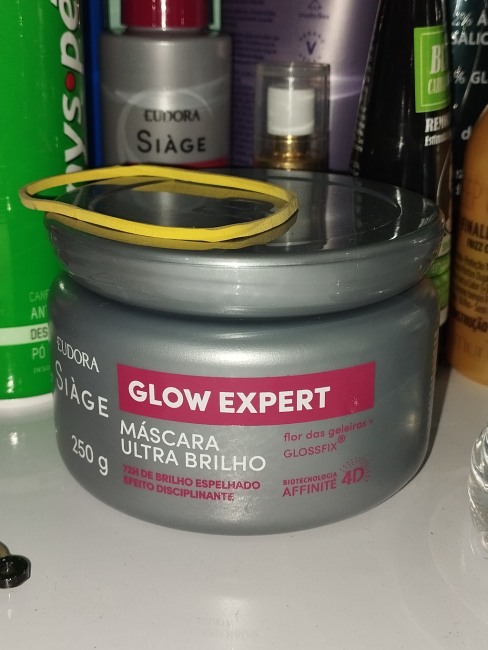 EUDORA
SIÀGE
EUDORA
SIÀGE
250 g
GLOW EXPERT
MÁSCARA
ULTRA BRILHO
72H DE BRILHO ESPELHADO
EFEITO DISCIPLINANTE
flor das geleiras +
GLOSSFIX®
BIOTECNOLOGIA
AFFINITÉ 4D